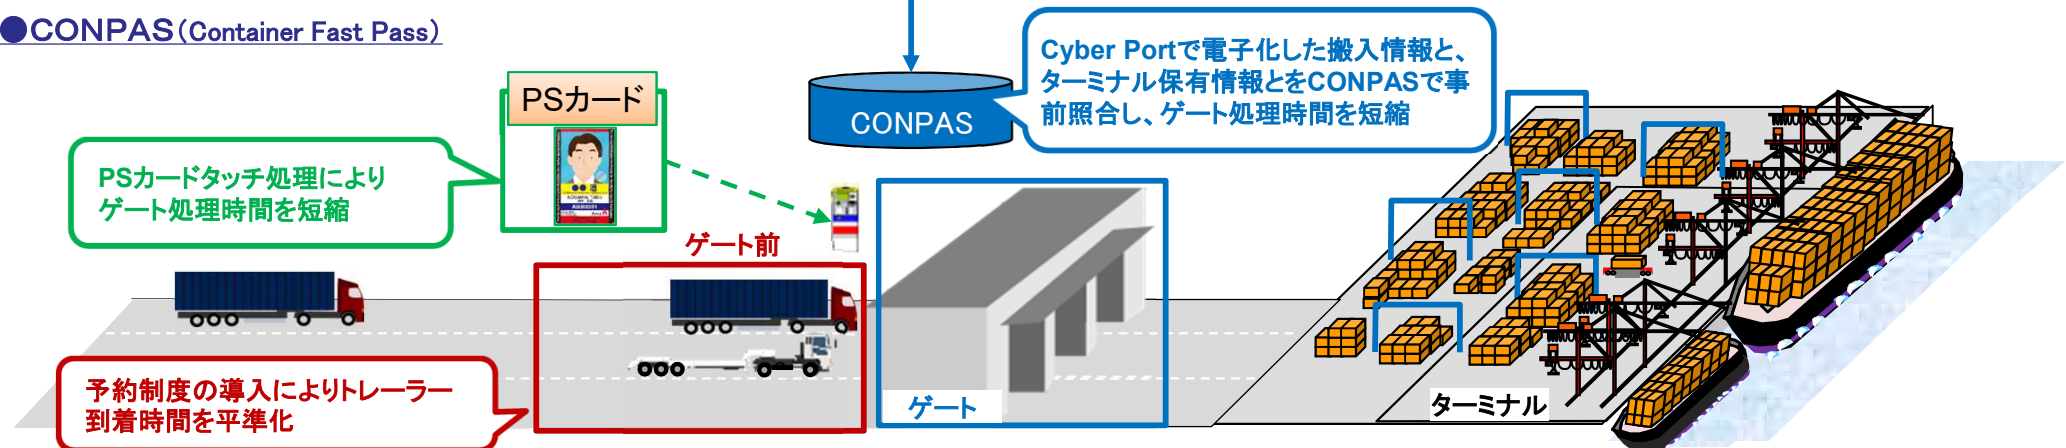 ●CONPAS(Container Fast Pass)
PSカード
CONPAS
Cyber Portで電子化した搬入情報と、
ターミナル保有情報とをCONPASで事
前照合し、ゲート処理時間を短縮
PSカードタッチ処理により
ゲート処理時間を短縮
ゲート前
予約制度の導入によりトレーラー
到着時間を平準化
ゲート
ターミナル